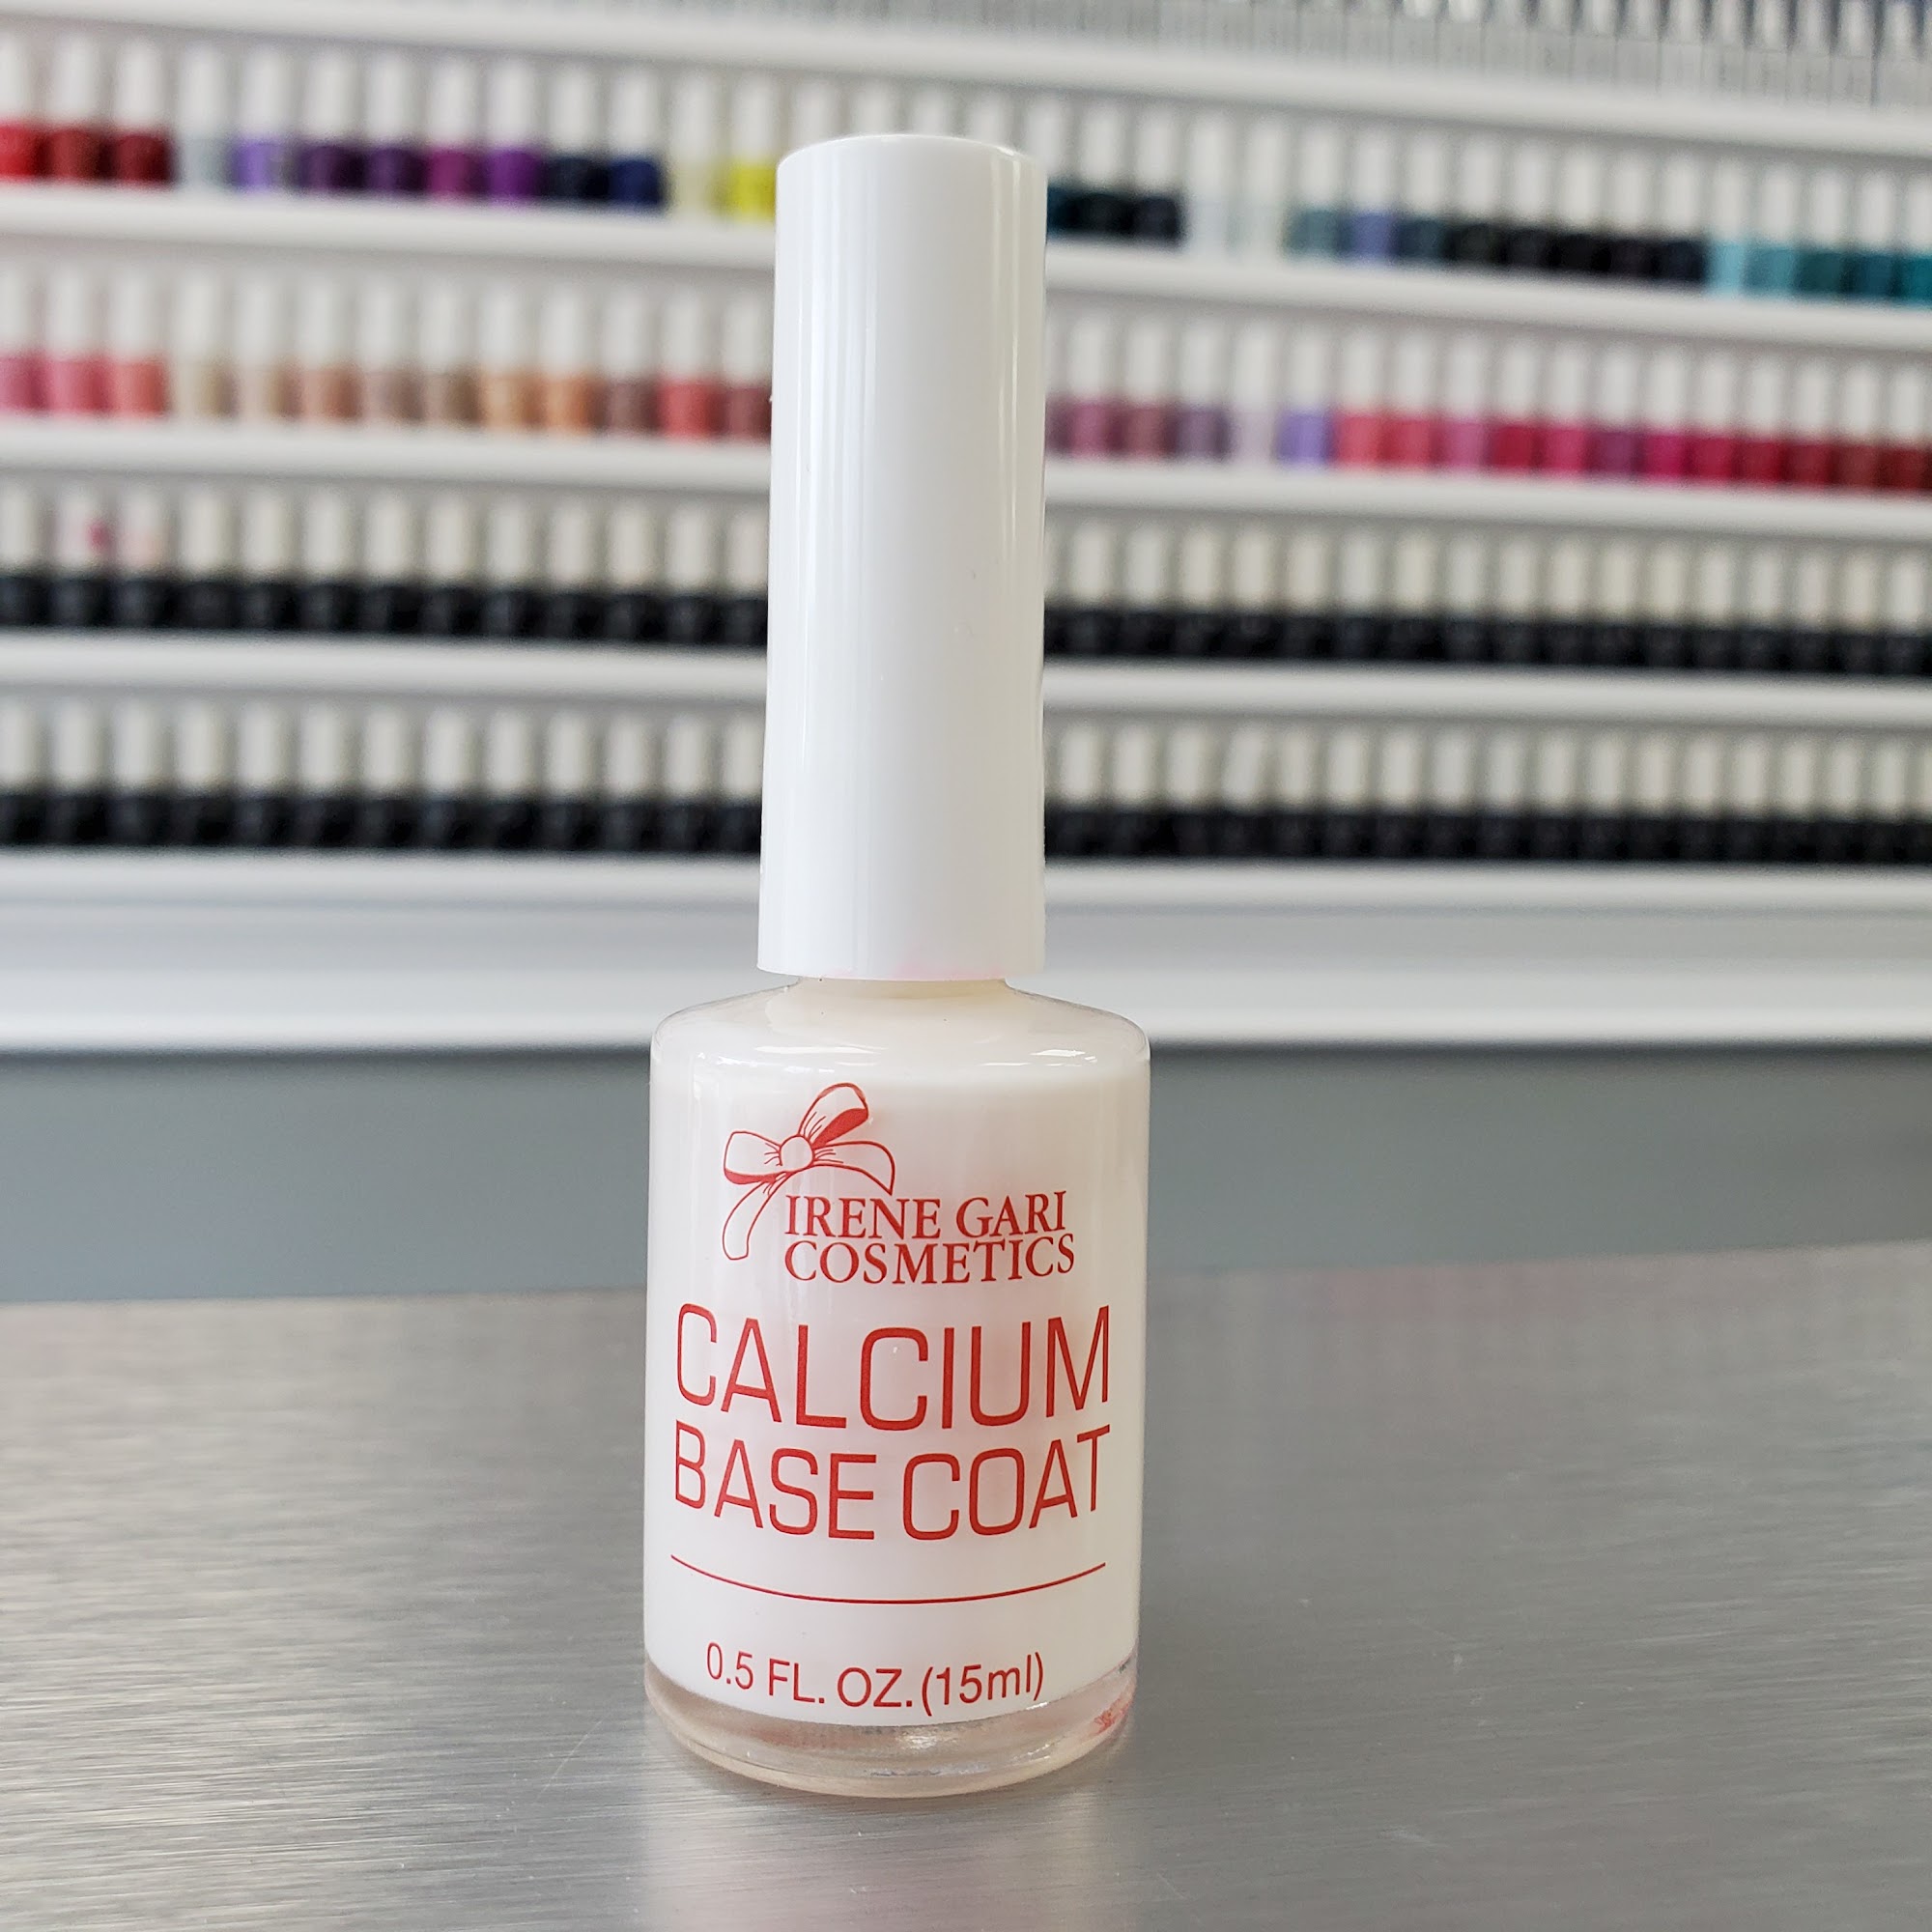 IRENE GARI
COSMETICS
CALCIUM
BASE COAT
0.5 FL. OZ. (15ml)